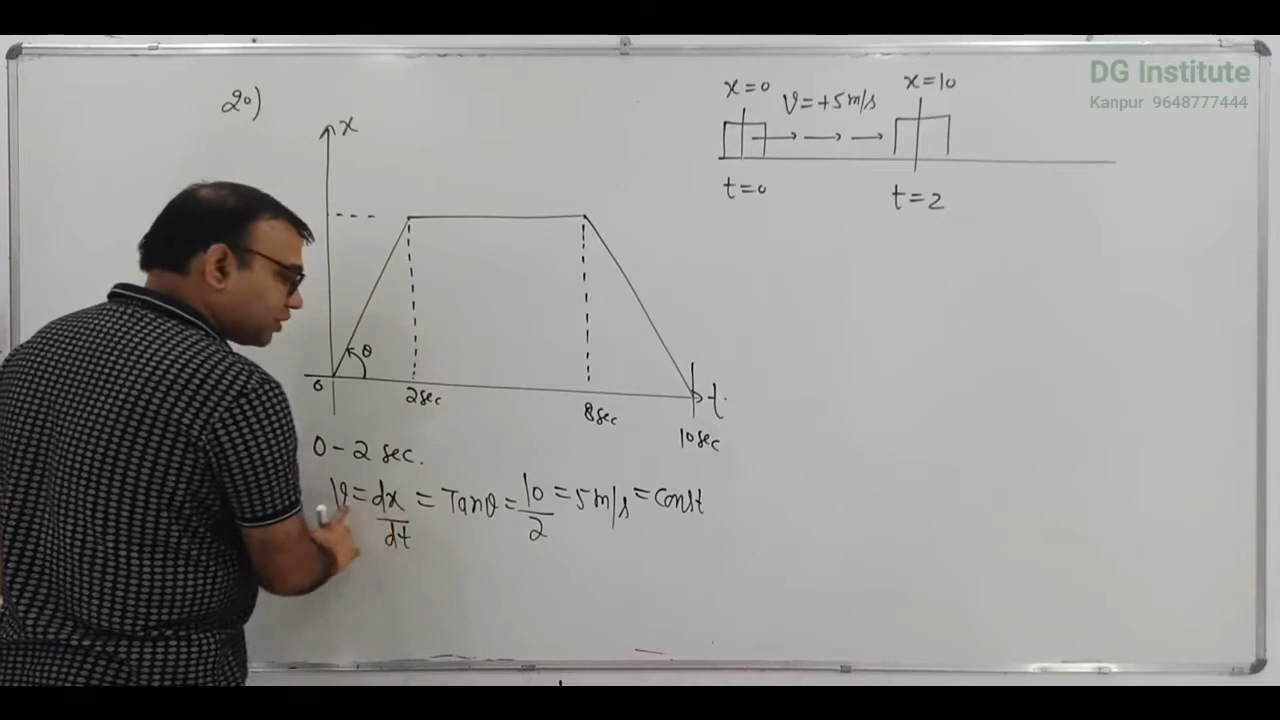 20)
x
θ
0
2sec
8sec
10sec
t.
0 - 2 sec.
v = dx/dt = Tanθ = 10/2 = 5 m/s = Const
x=0
v=+5m/s
x=10
t=0
t=2
DG Institute
Kanpur 9648777444